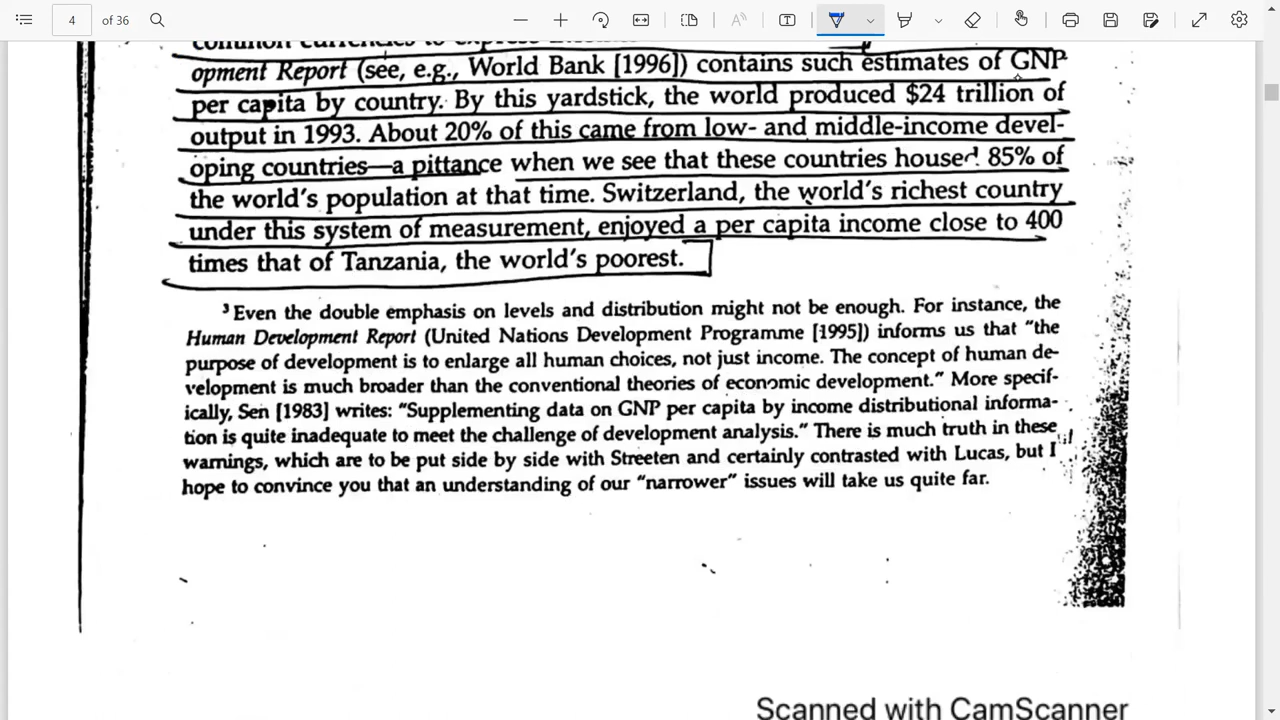 4 of 36
common currencies to express
opment Report (see, e.g., World Bank [1996]) contains such estimates of GNP
per capita by country. By this yardstick, the world produced $24 trillion of
output in 1993. About 20% of this came from low- and middle-income devel-
oping countries—a pittance when we see that these countries housed 85% of
the world's population at that time. Switzerland, the world's richest country
under this system of measurement, enjoyed a per capita income close to 400
times that of Tanzania, the world's poorest.
³Even the double emphasis on levels and distribution might not be enough. For instance, the
Human Development Report (United Nations Development Programme [1995]) informs us that "the
purpose of development is to enlarge all human choices, not just income. The concept of human de-
velopment is much broader than the conventional theories of economic development." More specif-
ically, Sen [1983] writes: "Supplementing data on GNP per capita by income distributional informa-
tion is quite inadequate to meet the challenge of development analysis." There is much truth in these
warnings, which are to be put side by side with Streeten and certainly contrasted with Lucas, but I
hope to convince you that an understanding of our "narrower" issues will take us quite far.
Scanned with CamScanner